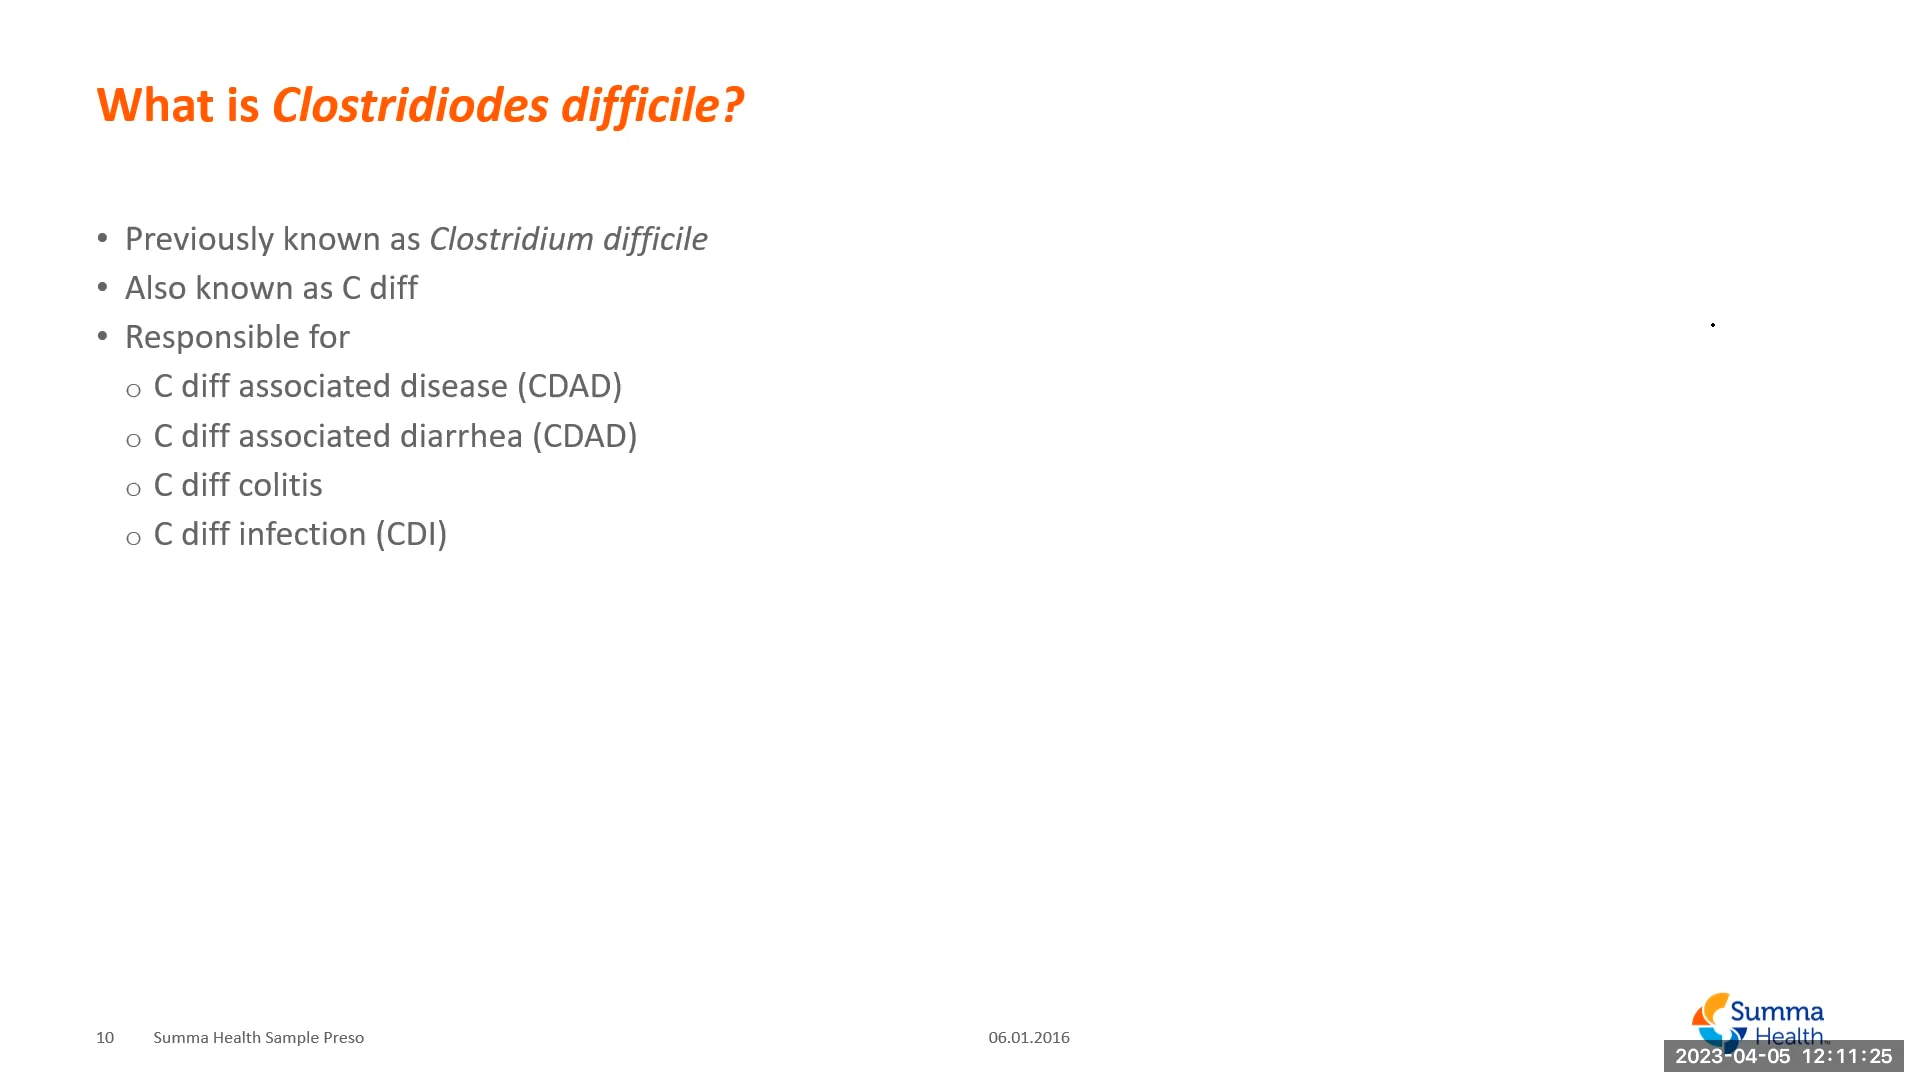 What is Clostridiodes difficile?
• Previously known as Clostridium difficile
• Also known as C diff
• Responsible for
o C diff associated disease (CDAD)
o C diff associated diarrhea (CDAD)
o C diff colitis
o C diff infection (CDI)
10 Summa Health Sample Preso 06.01.2016
Summa
Health
2023-04-05 12:11:25